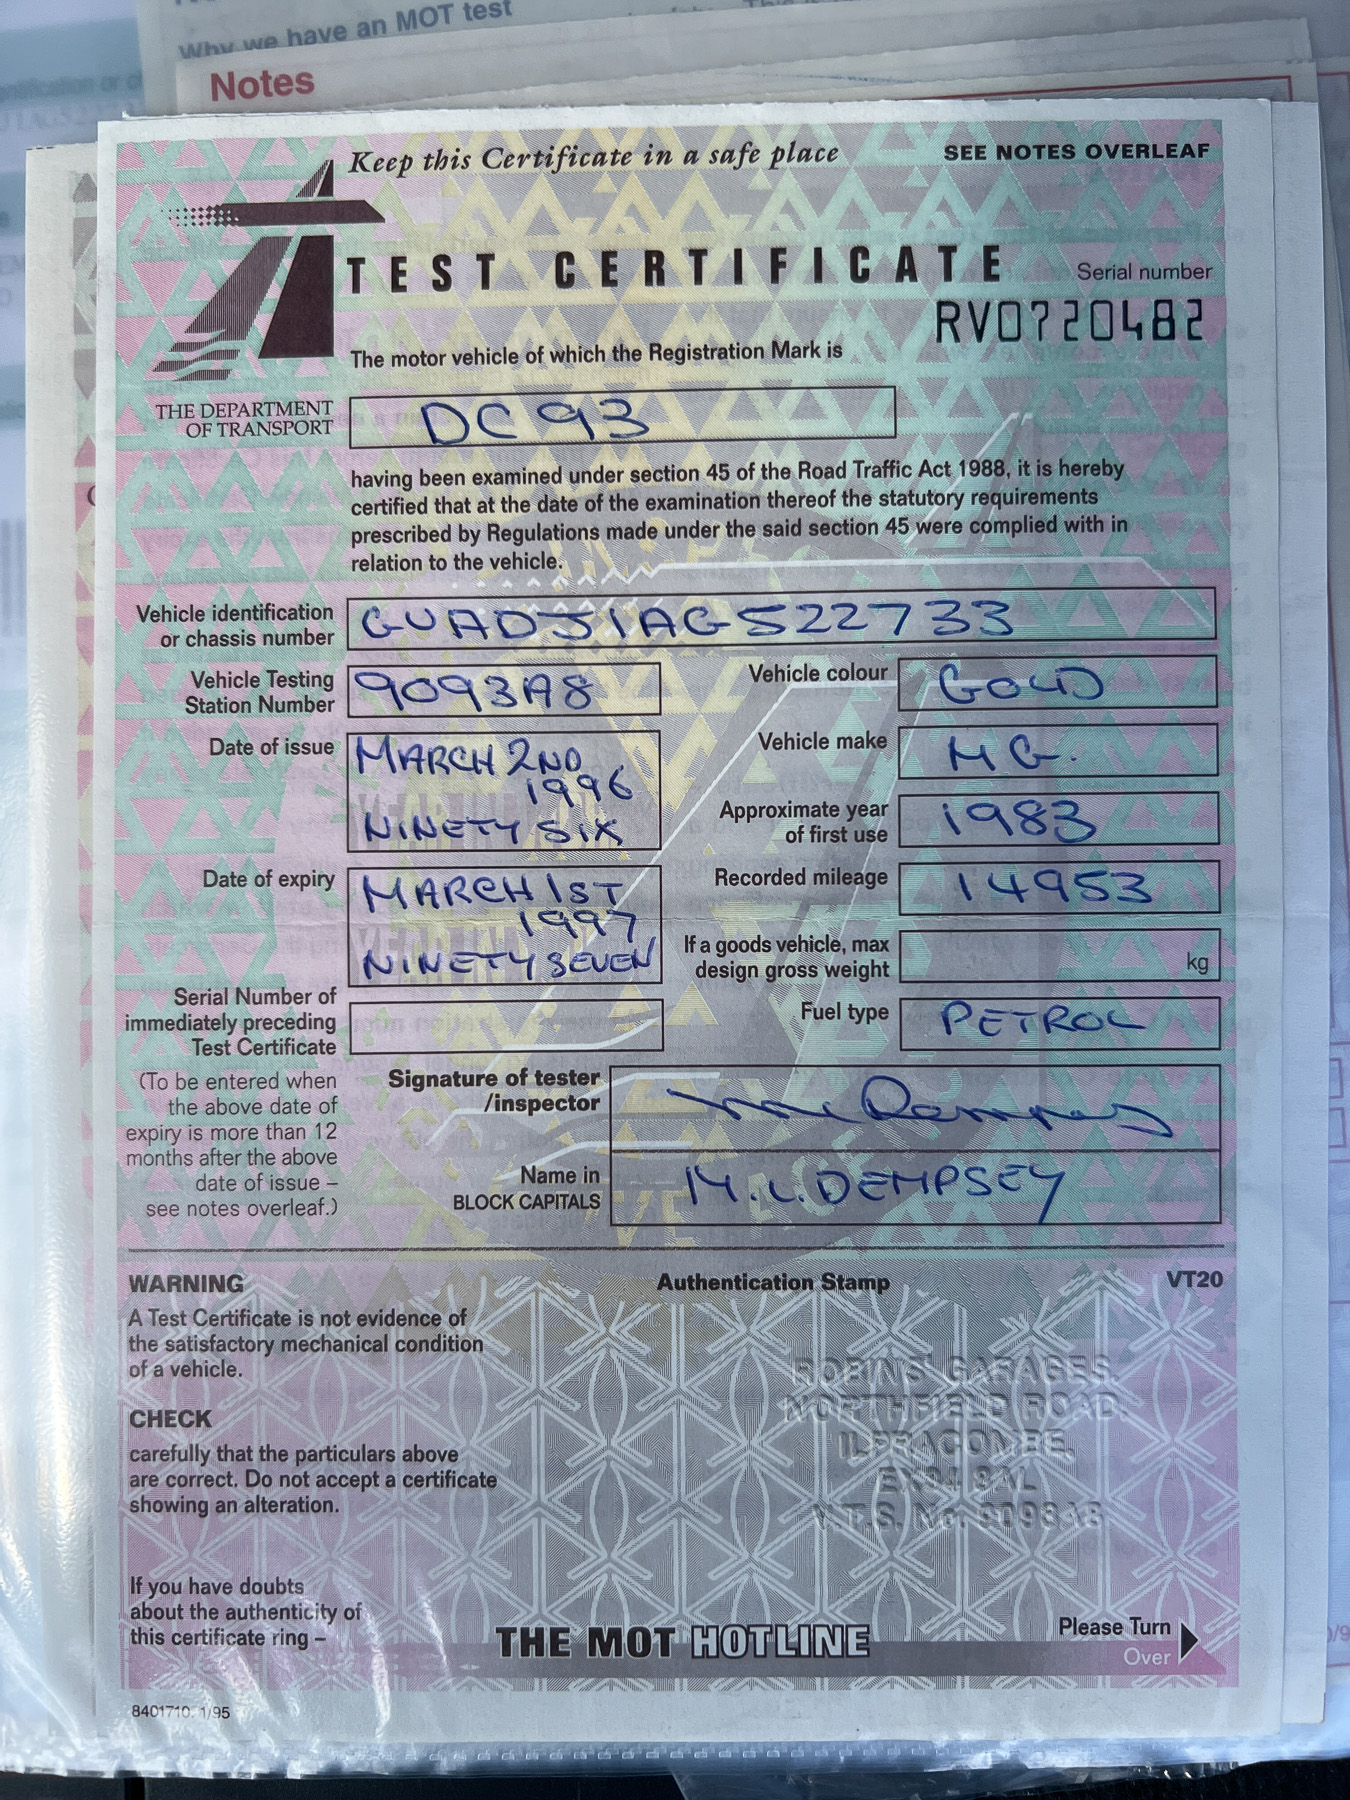 Why we have an MOT test
Notes
Keep this Certificate in a safe place
SEE NOTES OVERLEAF
TEST CERTIFICATE
Serial number
RV0720482
The motor vehicle of which the Registration Mark is
THE DEPARTMENT
OF TRANSPORT
DC 93
having been examined under section 45 of the Road Traffic Act 1988, it is hereby
certified that at the date of the examination thereof the statutory requirements
prescribed by Regulations made under the said section 45 were complied with in
relation to the vehicle.
Vehicle identification
or chassis number
GUADJ1AG522733
Vehicle Testing
Station Number
9093A8
Vehicle colour
GOLD
Date of issue
MARCH 2ND
1996
NINETY SIX
Vehicle make
MG.
Approximate year
of first use
1983
Date of expiry
MARCH 1ST
1997
NINETY SEVEN
Recorded mileage
14953
If a goods vehicle, max
design gross weight
kg
Serial Number of
immediately preceding
Test Certificate
Fuel type
PETROL
(To be entered when
the above date of
expiry is more than 12
months after the above
date of issue –
see notes overleaf.)
Signature of tester
/inspector
Name in
BLOCK CAPITALS
M.L. DEMPSEY
WARNING
A Test Certificate is not evidence of
the satisfactory mechanical condition
of a vehicle.
CHECK
carefully that the particulars above
are correct. Do not accept a certificate
showing an alteration.
If you have doubts
about the authenticity of
this certificate ring –
Authentication Stamp
VT20
ROBINS GARAGES.
NORTHFIELD ROAD.
ILFRACOMBE.
EX34 8AL
V.T.S. No. 9093A8
THE MOT HOTLINE
Please Turn
Over
8401710. 1/95